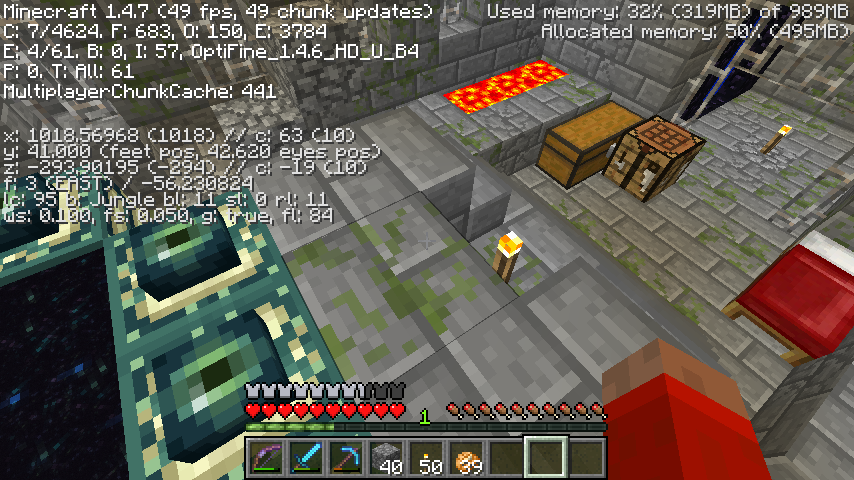 Minecraft 1.4.7 (49 fps, 49 chunk updates)
Used memory: 32% (319MB) of 989MB
C: 7/4624, F: 683, O: 150, E: 3784
Allocated memory: 50% (495MB)
E: 4/61, B: 0, I: 57, OptiFine_1.4.6_HD_U_B4
P: 0, T: All: 61
MultiplayerChunkCache: 441
x: 1018.56968 (1018) // c: 63 (10)
y: 41.000 (feet pos, 42.620 eyes pos)
z: -293.90195 (-294) // c: -19 (10)
f: 3 (EAST) / -56.230824
lc: 95 b: Jungle bl: 11 sl: 0 rl: 11
ws: 0.100, fs: 0.050, g: true, fl: 84
1
40
50
39